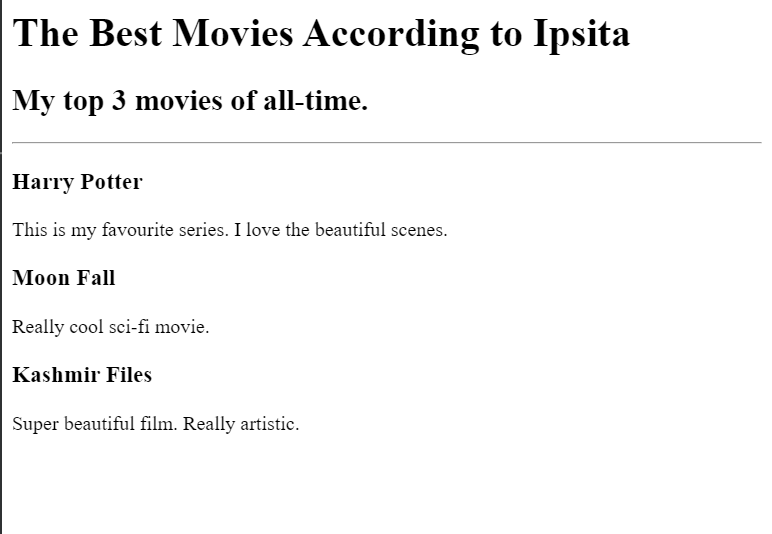 The Best Movies According to Ipsita
My top 3 movies of all-time.
Harry Potter
This is my favourite series. I love the beautiful scenes.
Moon Fall
Really cool sci-fi movie.
Kashmir Files
Super beautiful film. Really artistic.